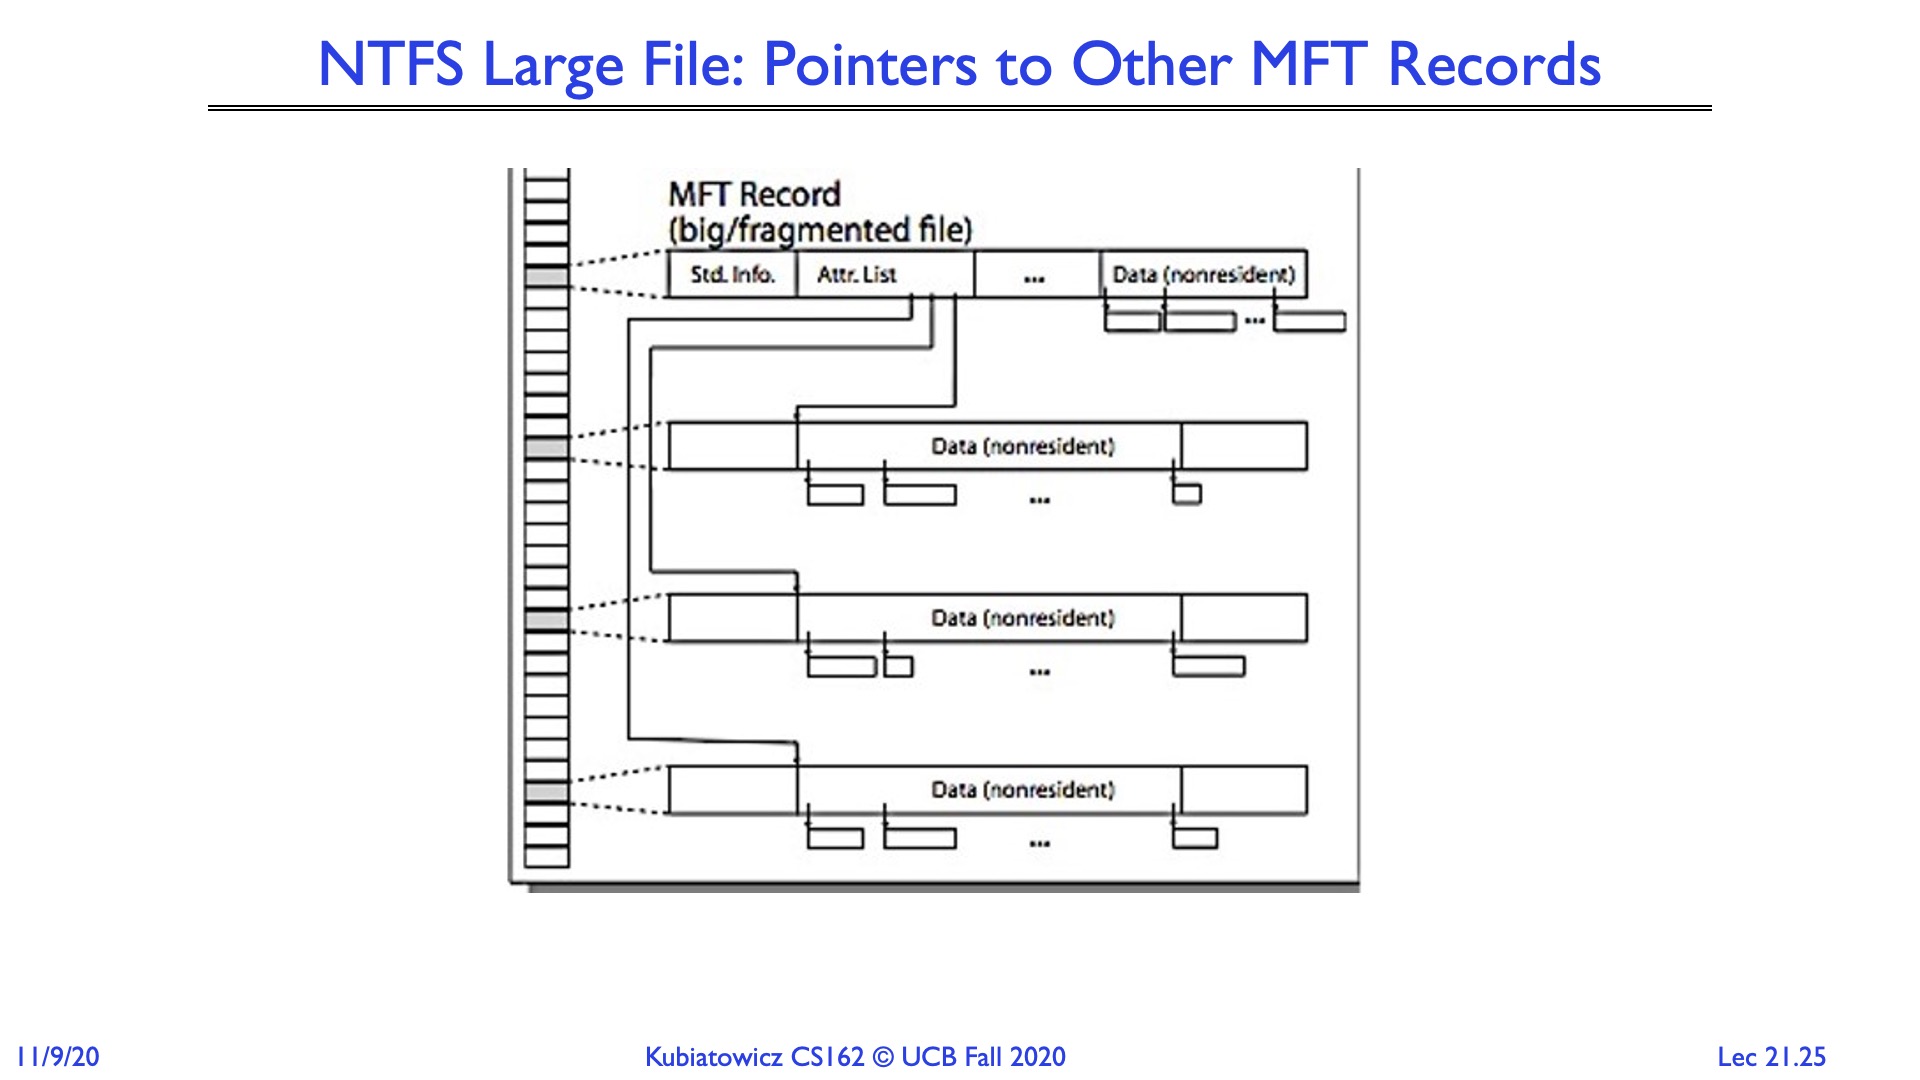 NTFS Large File: Pointers to Other MFT Records
MFT Record
(big/fragmented file)
Std. Info.
Attr. List
...
Data (nonresident)
...
Data (nonresident)
...
Data (nonresident)
...
Data (nonresident)
...
11/9/20
Kubiatowicz CS162 © UCB Fall 2020
Lec 21.25